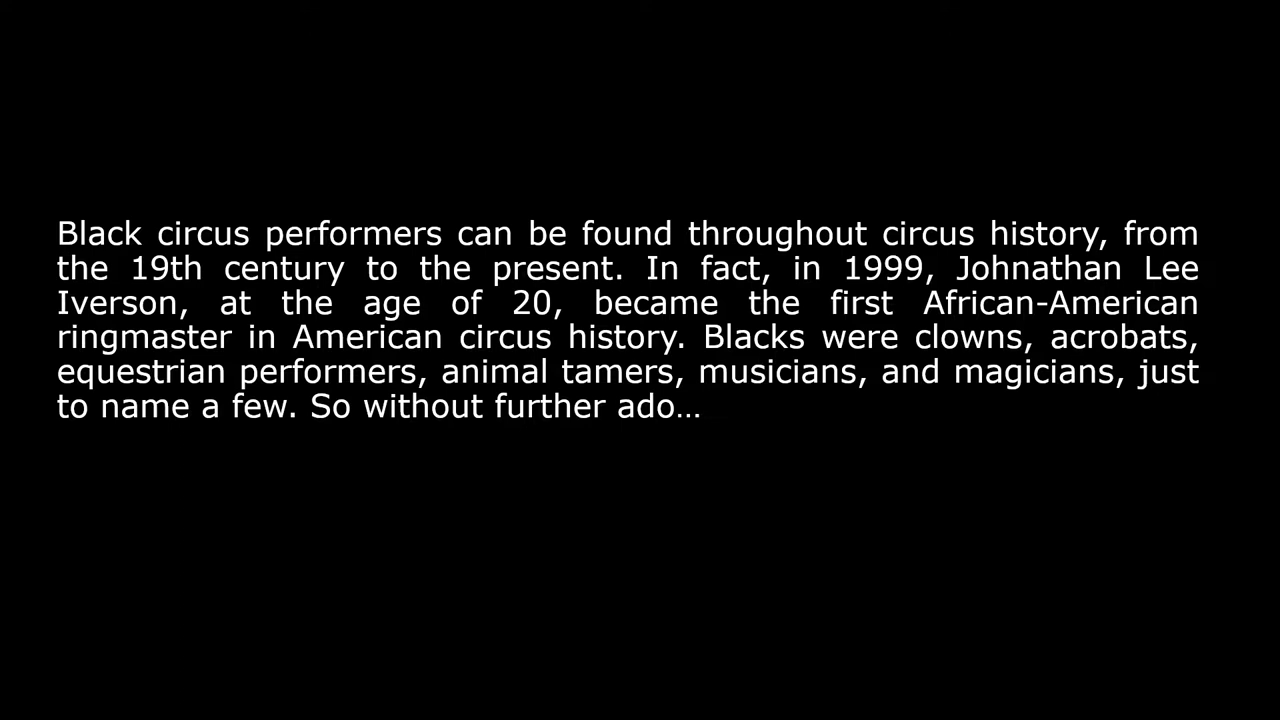 Black circus performers can be found throughout circus history, from
the 19th century to the present. In fact, in 1999, Johnathan Lee
Iverson, at the age of 20, became the first African-American
ringmaster in American circus history. Blacks were clowns, acrobats,
equestrian performers, animal tamers, musicians, and magicians, just
to name a few. So without further ado…